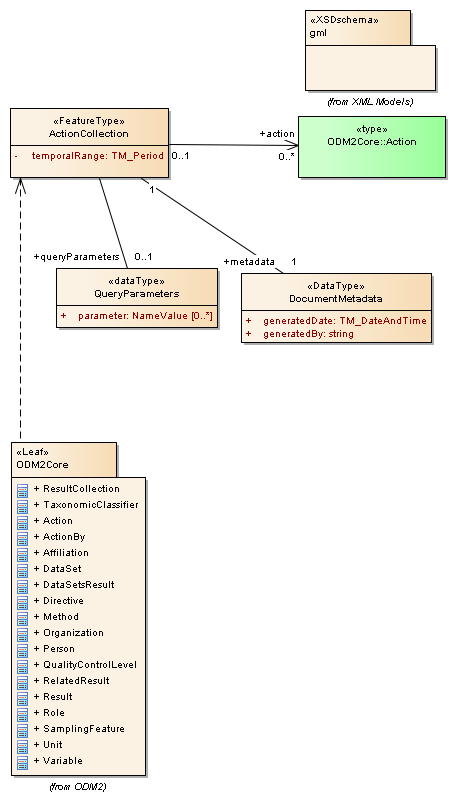 «XSDschema»
gml
(from XML Models)
«FeatureType»
ActionCollection
- temporalRange: TM_Period
0..1
+action
0..*
«type»
ODM2Core::Action
1
+queryParameters
0..1
+metadata
1
«dataType»
QueryParameters
+ parameter: NameValue [0..*]
«DataType»
DocumentMetadata
+ generatedDate: TM_DateAndTime
+ generatedBy: string
«Leaf»
ODM2Core
+ ResultCollection
+ TaxonomicClassifier
+ Action
+ ActionBy
+ Affiliation
+ DataSet
+ DataSetsResult
+ Directive
+ Method
+ Organization
+ Person
+ QualityControlLevel
+ RelatedResult
+ Result
+ Role
+ SamplingFeature
+ Unit
+ Variable
(from ODM2)